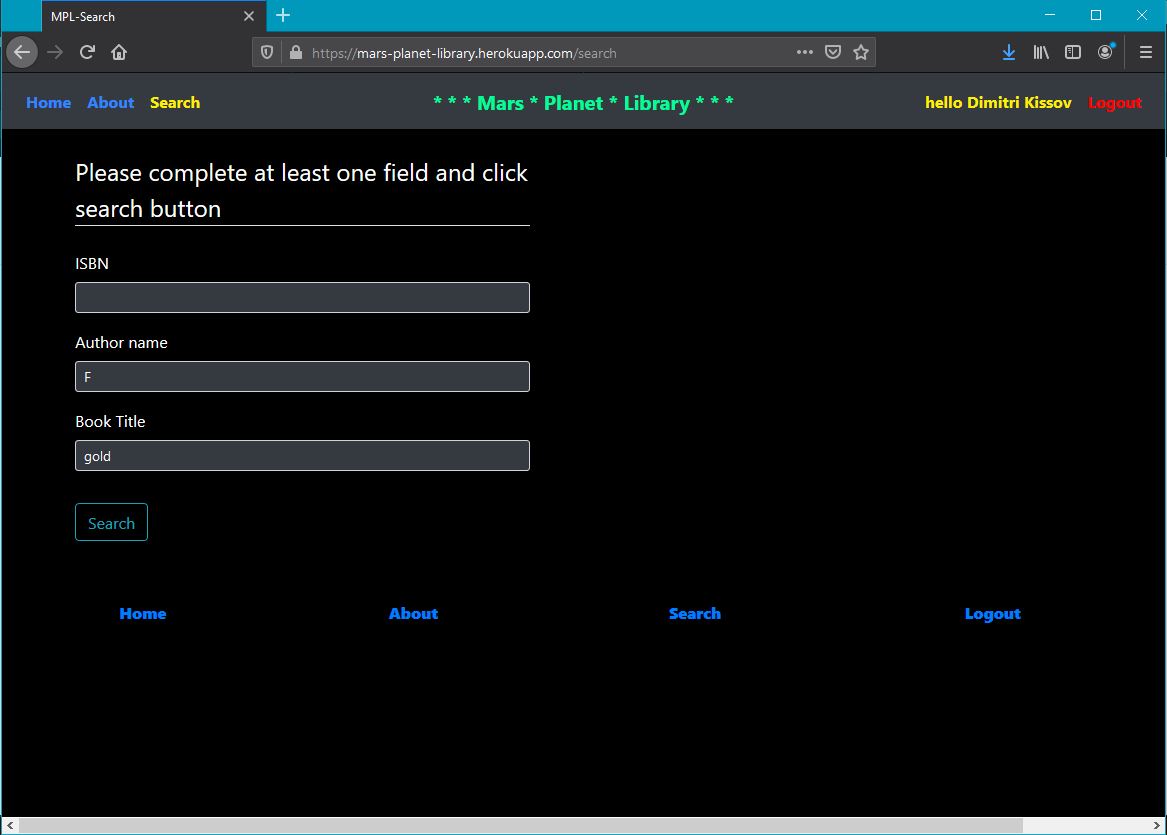 MPL-Search
https://mars-planet-library.herokuapp.com/search
Home About Search * * * Mars * Planet * Library * * * hello Dimitri Kissov Logout
Please complete at least one field and click
search button
ISBN
Author name
F
Book Title
gold
Search
Home About Search Logout